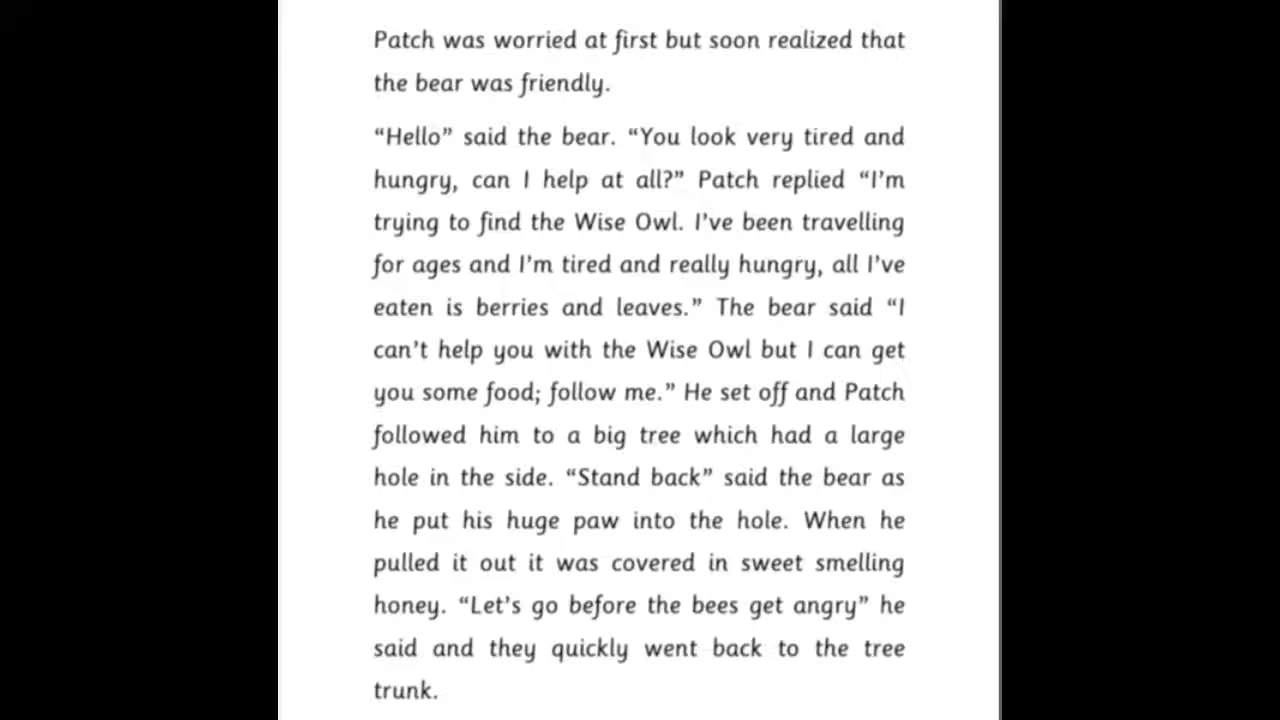 Patch was worried at first but soon realized that
the bear was friendly.
“Hello” said the bear. “You look very tired and
hungry, can I help at all?” Patch replied “I’m
trying to find the Wise Owl. I’ve been travelling
for ages and I’m tired and really hungry, all I’ve
eaten is berries and leaves.” The bear said “I
can’t help you with the Wise Owl but I can get
you some food; follow me.” He set off and Patch
followed him to a big tree which had a large
hole in the side. “Stand back” said the bear as
he put his huge paw into the hole. When he
pulled it out it was covered in sweet smelling
honey. “Let’s go before the bees get angry” he
said and they quickly went back to the tree
trunk.